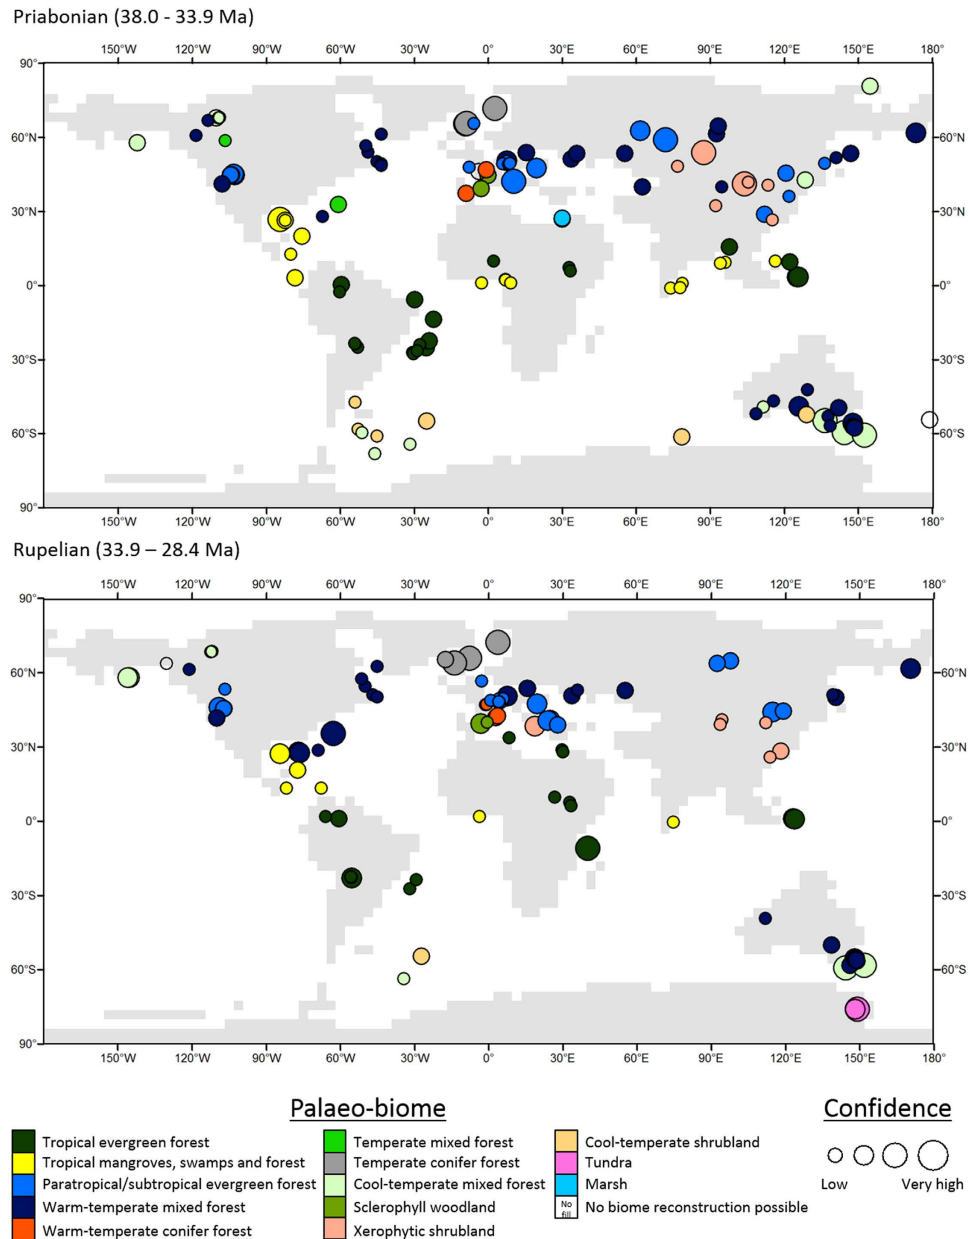 Priabonian (38.0 - 33.9 Ma)
150°W 120°W 90°W 60°W 30°W 0° 30°E 60°E 90°E 120°E 150°E 180°
90° 90°
60°N 60°N
30°N 30°N
0° 0°
30°S 30°S
60°S 60°S
90° 90°
150°W 120°W 90°W 60°W 30°W 0° 30°E 60°E 90°E 120°E 150°E 180°
Rupelian (33.9 – 28.4 Ma)
150°W 120°W 90°W 60°W 30°W 0° 30°E 60°E 90°E 120°E 150°E 180°
90° 90°
60°N 60°N
30°N 30°N
0° 0°
30°S 30°S
60°S 60°S
90° 90°
150°W 120°W 90°W 60°W 30°W 0° 30°E 60°E 90°E 120°E 150°E 180°
Palaeo-biome
Tropical evergreen forest
Tropical mangroves, swamps and forest
Paratropical/subtropical evergreen forest
Warm-temperate mixed forest
Warm-temperate conifer forest
Temperate mixed forest
Temperate conifer forest
Cool-temperate mixed forest
Sclerophyll woodland
Xerophytic shrubland
Cool-temperate shrubland
Tundra
Marsh
No fill No biome reconstruction possible
Confidence
Low Very high